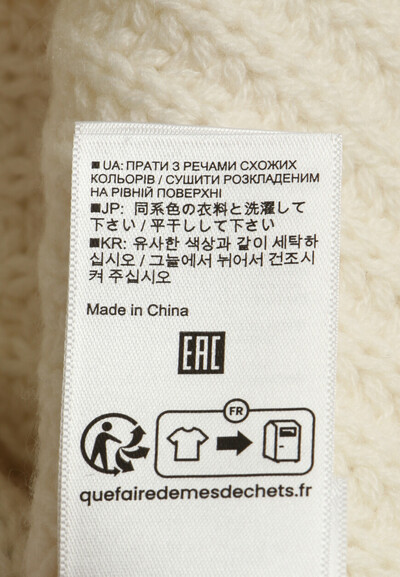 ■ UA: ПРАТИ З РЕЧАМИ СХОЖИХ
КОЛЬОРІВ / СУШИТИ РОЗКЛАДЕНИМ
НА РІВНІЙ ПОВЕРХНІ
■JP: 同系色の衣料と洗濯して
下さい / 平干しして下さい
■KR: 유사한 색상과 같이 세탁하
십시오 / 그늘에서 뉘어서 건조시
켜 주십시오
Made in China
EAC
FR
quefairedemesdechets.fr